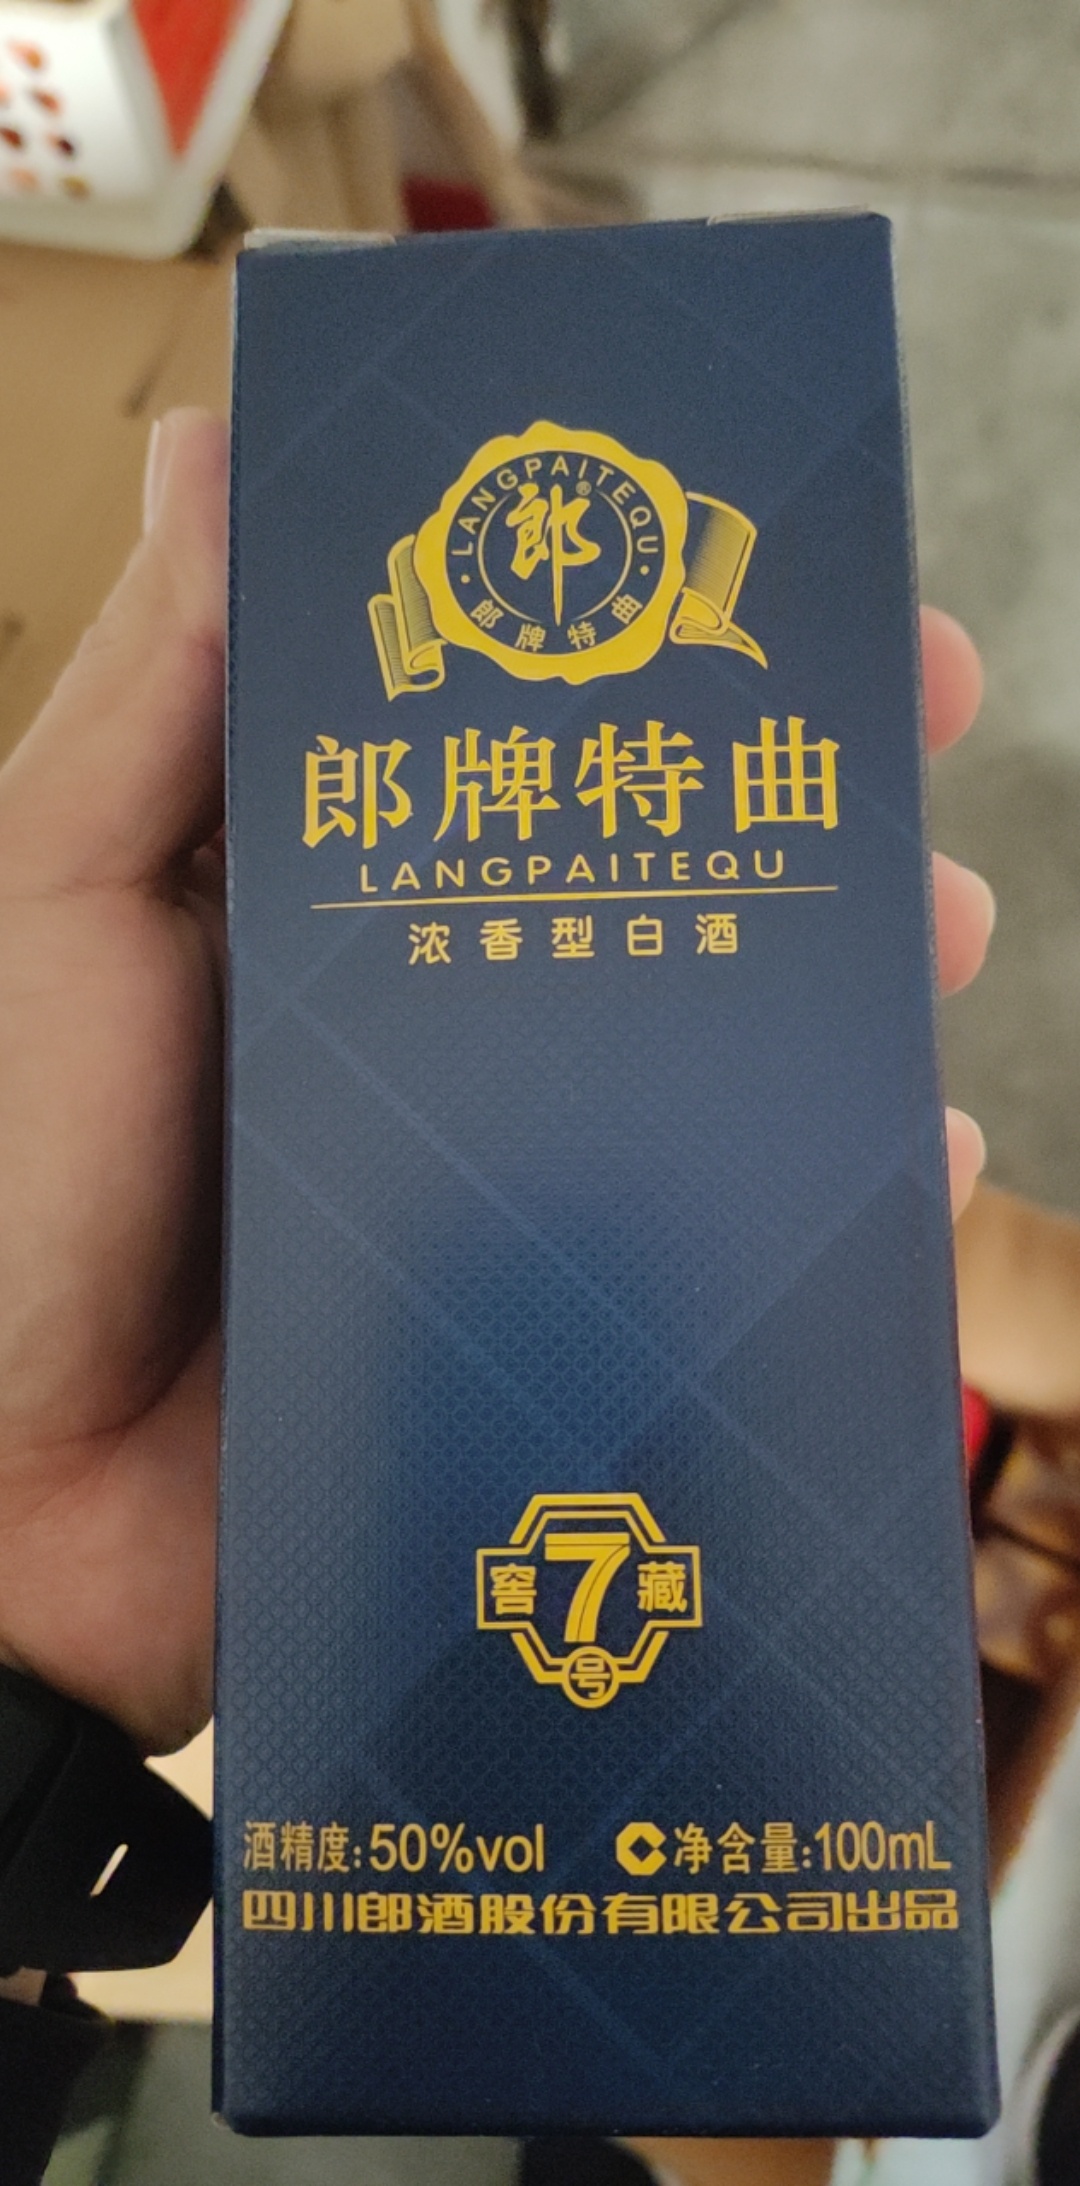 LANGPAITEQU
郎®
郎牌特曲
郎牌特曲
LANGPAITEQU
浓香型白酒
窖7藏
号
酒精度:50%vol C净含量:100mL
四川郎酒股份有限公司出品